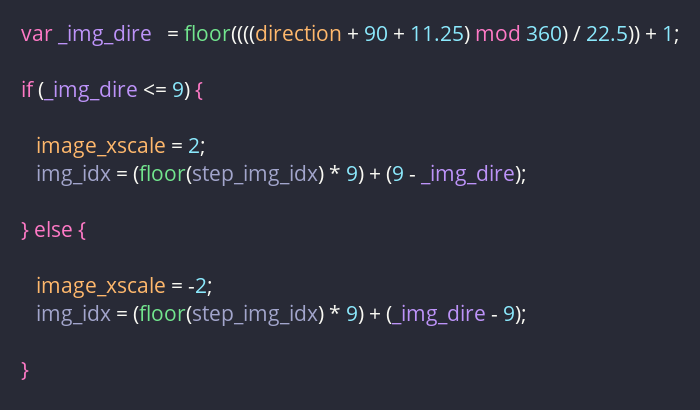 var _img_dire   = floor((((direction + 90 + 11.25) mod 360) / 22.5)) + 1;
if (_img_dire <= 9) {
image_xscale = 2;
img_idx = (floor(step_img_idx) * 9) + (9 - _img_dire);
} else {
image_xscale = -2;
img_idx = (floor(step_img_idx) * 9) + (_img_dire - 9);
}